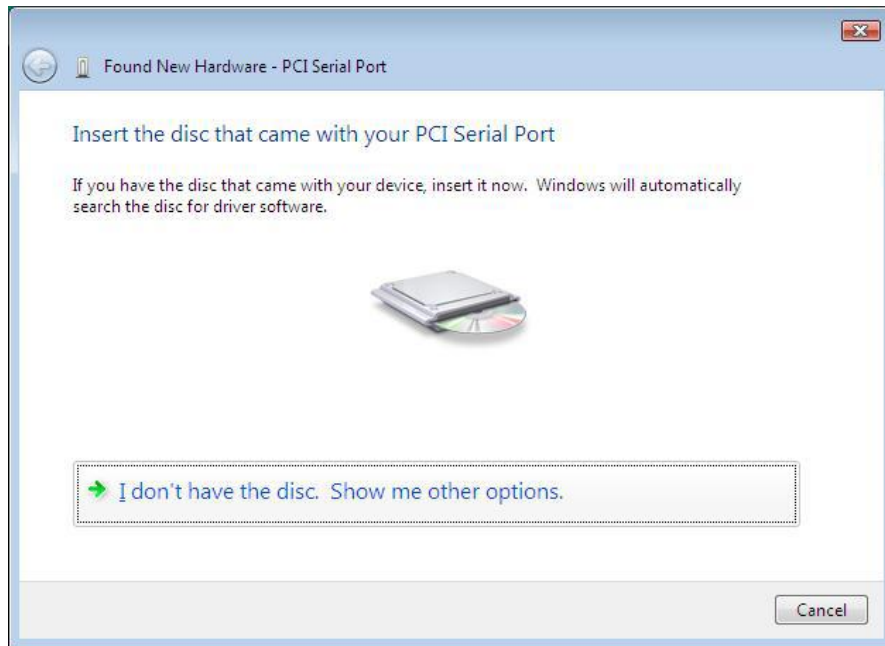 Found New Hardware - PCI Serial Port
Insert the disc that came with your PCI Serial Port
If you have the disc that came with your device, insert it now.  Windows will automatically
search the disc for driver software.
I don't have the disc.  Show me other options.
Cancel